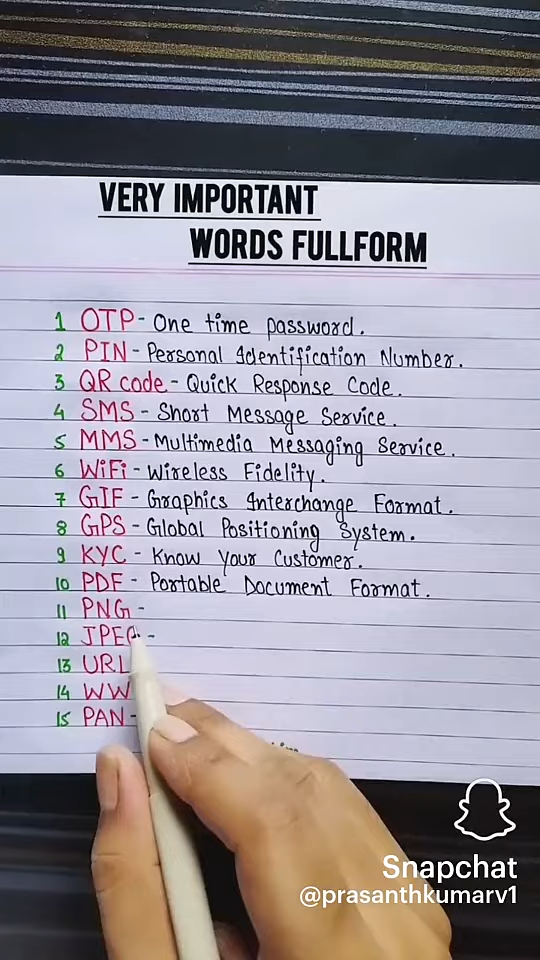 VERY IMPORTANT
WORDS FULLFORM
1 OTP - One time password.
2 PIN - Personal Identification Number.
3 QR code - Quick Response Code.
4 SMS - Short Message Service.
5 MMS - Multimedia Messaging Service.
6 WiFi - Wireless Fidelity.
7 GIF - Graphics Interchange Format.
8 GPS - Global Positioning System.
9 KYC - Know Your Customer.
10 PDF - Portable Document Format.
11 PNG -
12 JPEG -
13 URL
14 WW
15 PAN -
Snapchat
@prasanthkumarv1